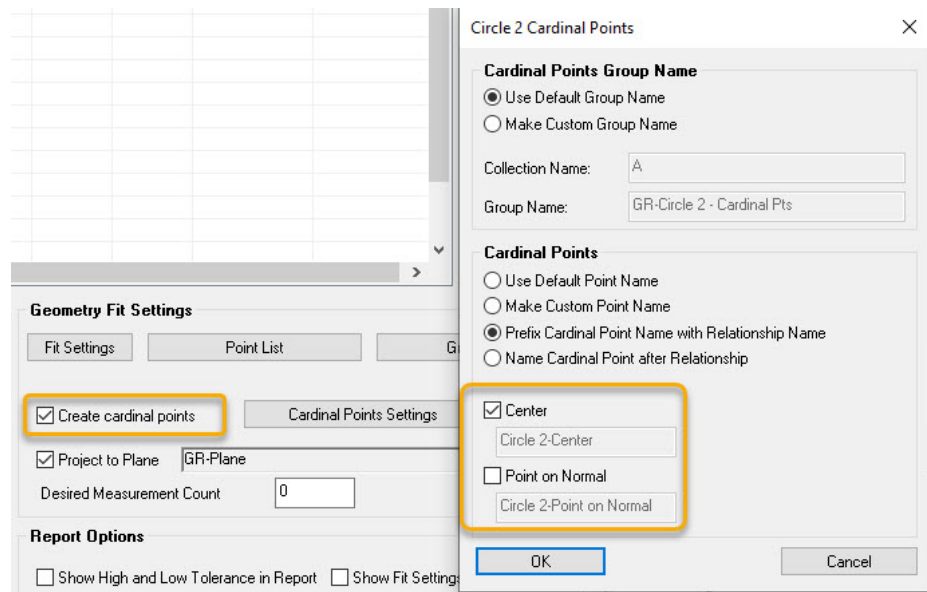 Circle 2 Cardinal Points
Cardinal Points Group Name
Use Default Group Name
Make Custom Group Name
Collection Name: A
Group Name: GR-Circle 2 - Cardinal Pts
Cardinal Points
Use Default Point Name
Make Custom Point Name
Prefix Cardinal Point Name with Relationship Name
Name Cardinal Point after Relationship
Center
Circle 2-Center
Point on Normal
Circle 2-Point on Normal
OK Cancel
Geometry Fit Settings
Fit Settings Point List
Create cardinal points Cardinal Points Settings
Project to Plane GR-Plane
Desired Measurement Count 0
Report Options
Show High and Low Tolerance in Report Show Fit Setting